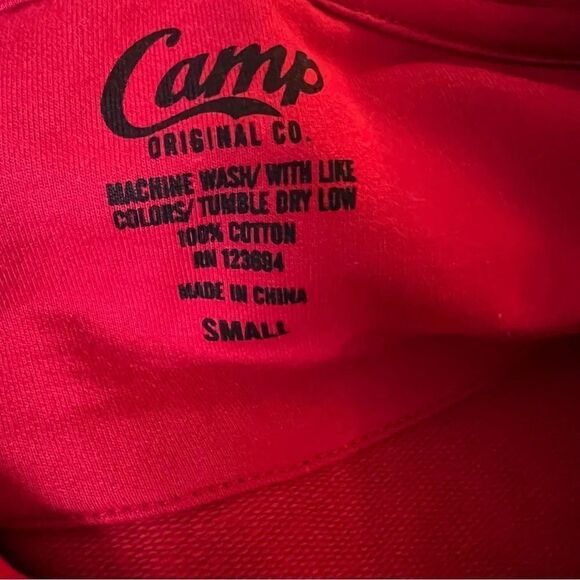 Camp
ORIGINAL CO.
MACHINE WASH/ WITH LIKE
COLORS/ TUMBLE DRY LOW
100% COTTON
RN 123694
MADE IN CHINA
SMALL